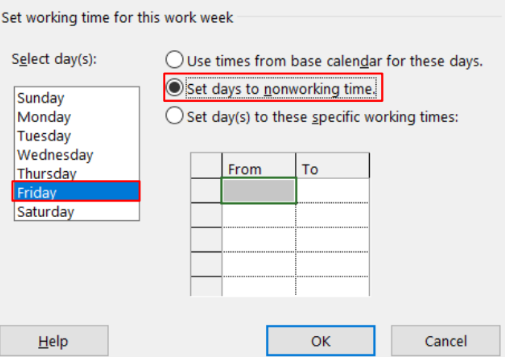 Set working time for this work week
Select day(s):
Use times from base calendar for these days.
Set days to nonworking time.
Set day(s) to these specific working times:
Sunday
Monday
Tuesday
Wednesday
Thursday
Friday
Saturday
From To
Help OK Cancel